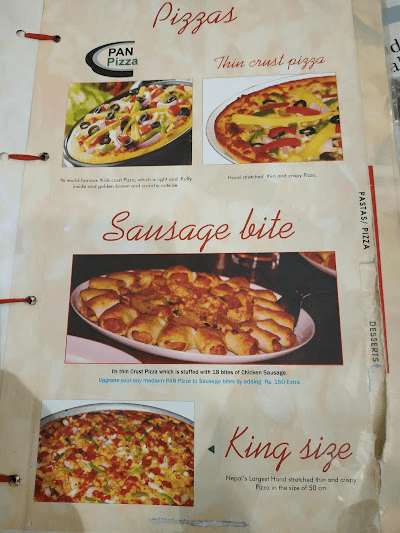 Pizzas
PAN
Pizza
Thin crust pizza
Its world famous thick crust Pizza, which is light and fluffy
inside and golden brown and crunchy outside.
Hand stretched thin and crispy Pizza.
PASTAS/ PIZZA
Sausage bite
DESSERTS
Its thin Crust Pizza which is stuffed with 18 bites of Chicken Sausage.
Upgrade your any medium PAN Pizza to Sausage bites by adding Rs. 150 Extra
King size
Nepal's Largest Hand stretched thin and crispy
Pizza in the size of 50 cm